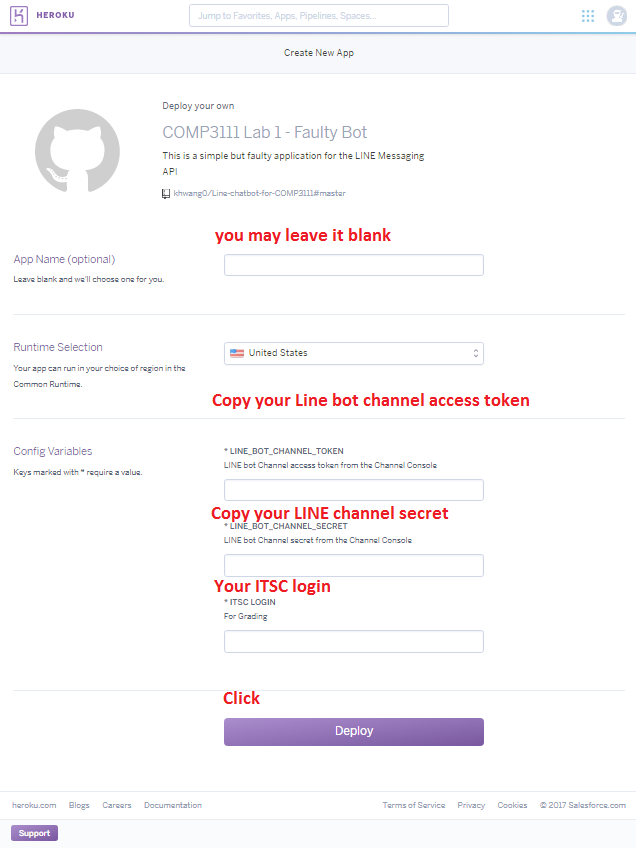 HEROKU
Jump to Favorites, Apps, Pipelines, Spaces...
Create New App
Deploy your own
COMP3111 Lab 1 - Faulty Bot
This is a simple but faulty application for the LINE Messaging
API
khwang0/Line-chatbot-for-COMP3111#master
you may leave it blank
App Name (optional)
Leave blank and we'll choose one for you.
Runtime Selection
United States
Your app can run in your choice of region in the
Common Runtime.
Copy your Line bot channel access token
Config Variables
Keys marked with * require a value.
* LINE_BOT_CHANNEL_TOKEN
LINE bot Channel access token from the Channel Console
Copy your LINE channel secret
* LINE_BOT_CHANNEL_SECRET
LINE bot Channel secret from the Channel Console
Your ITSC login
* ITSC LOGIN
For Grading
Click
Deploy
heroku.com Blogs Careers Documentation Terms of Service Privacy Cookies © 2017 Salesforce.com
Support